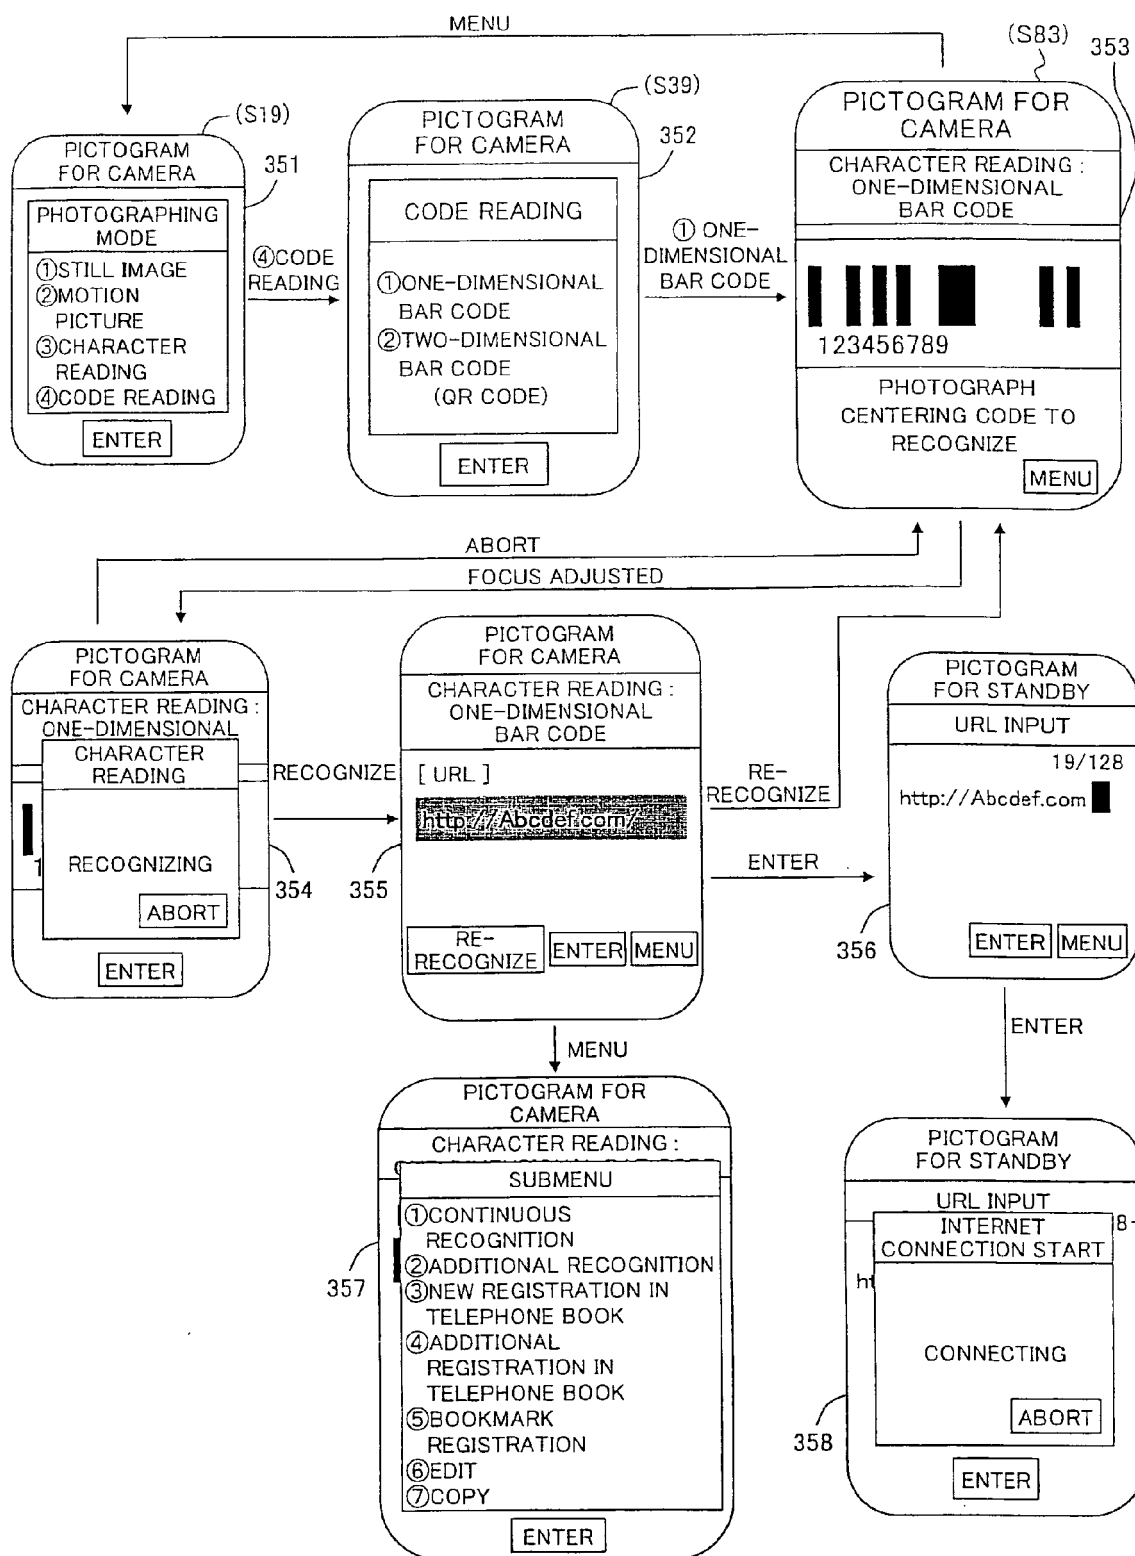 MENU
(S19)
PICTOGRAM
FOR CAMERA
351
PHOTOGRAPHING
MODE
①STILL IMAGE
②MOTION
PICTURE
③CHARACTER
READING
④CODE READING
ENTER
④CODE
READING
(S39)
PICTOGRAM
FOR CAMERA
352
CODE READING
①ONE-DIMENSIONAL
BAR CODE
②TWO-DIMENSIONAL
BAR CODE
(QR CODE)
ENTER
① ONE-
DIMENSIONAL
BAR CODE
(S83)
353
PICTOGRAM FOR
CAMERA
CHARACTER READING :
ONE-DIMENSIONAL
BAR CODE
123456789
PHOTOGRAPH
CENTERING CODE TO
RECOGNIZE
MENU
ABORT
FOCUS ADJUSTED
PICTOGRAM
FOR CAMERA
CHARACTER READING :
ONE-DIMENSIONAL
CHARACTER
READING
1
RECOGNIZING
ABORT
ENTER
354
RECOGNIZE
PICTOGRAM
FOR CAMERA
CHARACTER READING :
ONE-DIMENSIONAL
BAR CODE
[ URL ]
http://Abcdef.com/
355
RE-
RECOGNIZE
ENTER
MENU
RE-
RECOGNIZE
ENTER
PICTOGRAM
FOR STANDBY
URL INPUT
19/128
http://Abcdef.com
356
ENTER
MENU
ENTER
MENU
PICTOGRAM FOR
CAMERA
CHARACTER READING :
SUBMENU
①CONTINUOUS
RECOGNITION
②ADDITIONAL RECOGNITION
③NEW REGISTRATION IN
TELEPHONE BOOK
④ADDITIONAL
REGISTRATION IN
TELEPHONE BOOK
⑤BOOKMARK
REGISTRATION
⑥EDIT
⑦COPY
ENTER
357
PICTOGRAM
FOR STANDBY
URL INPUT
INTERNET
CONNECTION START
8
ht
CONNECTING
ABORT
358
ENTER